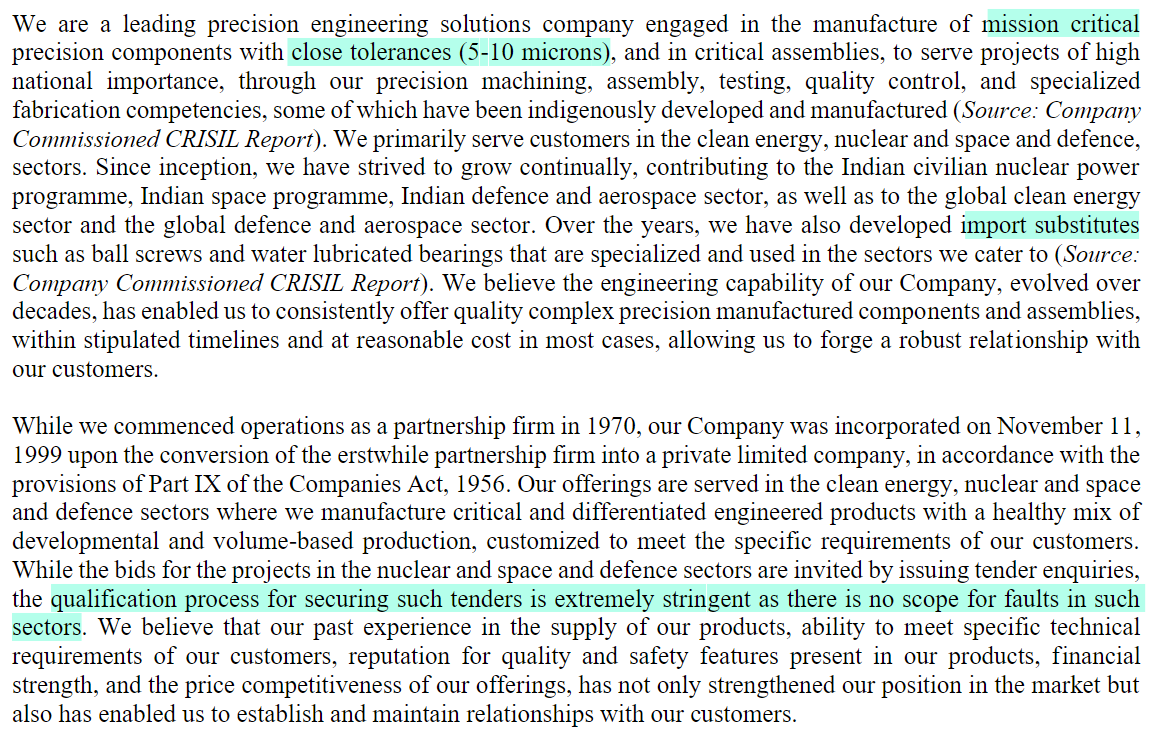 We are a leading precision engineering solutions company engaged in the manufacture of mission critical
precision components with close tolerances (5-10 microns), and in critical assemblies, to serve projects of high
national importance, through our precision machining, assembly, testing, quality control, and specialized
fabrication competencies, some of which have been indigenously developed and manufactured (Source: Company
Commissioned CRISIL Report). We primarily serve customers in the clean energy, nuclear and space and defence,
sectors. Since inception, we have strived to grow continually, contributing to the Indian civilian nuclear power
programme, Indian space programme, Indian defence and aerospace sector, as well as to the global clean energy
sector and the global defence and aerospace sector. Over the years, we have also developed import substitutes
such as ball screws and water lubricated bearings that are specialized and used in the sectors we cater to (Source:
Company Commissioned CRISIL Report). We believe the engineering capability of our Company, evolved over
decades, has enabled us to consistently offer quality complex precision manufactured components and assemblies,
within stipulated timelines and at reasonable cost in most cases, allowing us to forge a robust relationship with
our customers.
While we commenced operations as a partnership firm in 1970, our Company was incorporated on November 11,
1999 upon the conversion of the erstwhile partnership firm into a private limited company, in accordance with the
provisions of Part IX of the Companies Act, 1956. Our offerings are served in the clean energy, nuclear and space
and defence sectors where we manufacture critical and differentiated engineered products with a healthy mix of
developmental and volume-based production, customized to meet the specific requirements of our customers.
While the bids for the projects in the nuclear and space and defence sectors are invited by issuing tender enquiries,
the qualification process for securing such tenders is extremely stringent as there is no scope for faults in such
sectors. We believe that our past experience in the supply of our products, ability to meet specific technical
requirements of our customers, reputation for quality and safety features present in our products, financial
strength, and the price competitiveness of our offerings, has not only strengthened our position in the market but
also has enabled us to establish and maintain relationships with our customers.